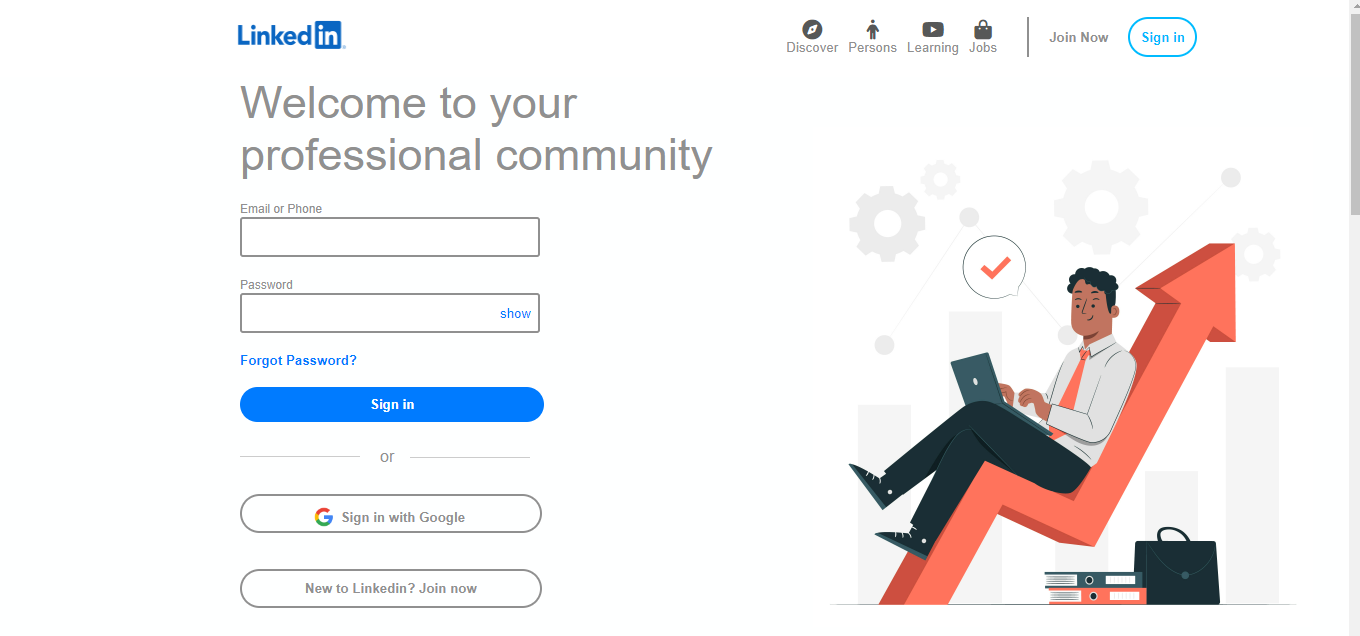 Linkedin
Discover
Persons
Learning
Jobs
Join Now
Sign in
Welcome to your
professional community
Email or Phone
Password
show
Forgot Password?
Sign in
or
Sign in with Google
New to Linkedin? Join now